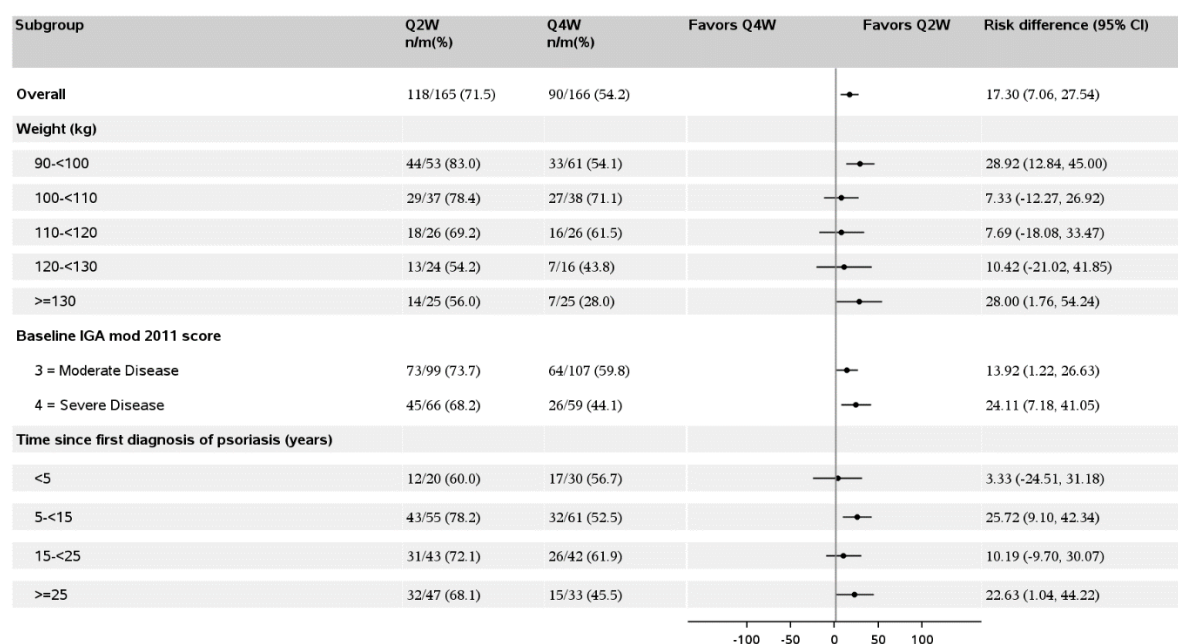 Subgroup Q2W n/m(%) Q4W n/m(%) Favors Q4W Favors Q2W Risk difference (95% CI)
Overall 118/165 (71.5) 90/166 (54.2) 17.30 (7.06, 27.54)
Weight (kg)
90-<100 44/53 (83.0) 33/61 (54.1) 28.92 (12.84, 45.00)
100-<110 29/37 (78.4) 27/38 (71.1) 7.33 (-12.27, 26.92)
110-<120 18/26 (69.2) 16/26 (61.5) 7.69 (-18.08, 33.47)
120-<130 13/24 (54.2) 7/16 (43.8) 10.42 (-21.02, 41.85)
>=130 14/25 (56.0) 7/25 (28.0) 28.00 (1.76, 54.24)
Baseline IGA mod 2011 score
3 = Moderate Disease 73/99 (73.7) 64/107 (59.8) 13.92 (1.22, 26.63)
4 = Severe Disease 45/66 (68.2) 26/59 (44.1) 24.11 (7.18, 41.05)
Time since first diagnosis of psoriasis (years)
<5 12/20 (60.0) 17/30 (56.7) 3.33 (-24.51, 31.18)
5-<15 43/55 (78.2) 32/61 (52.5) 25.72 (9.10, 42.34)
15-<25 31/43 (72.1) 26/42 (61.9) 10.19 (-9.70, 30.07)
>=25 32/47 (68.1) 15/33 (45.5) 22.63 (1.04, 44.22)
-100 -50 0 50 100